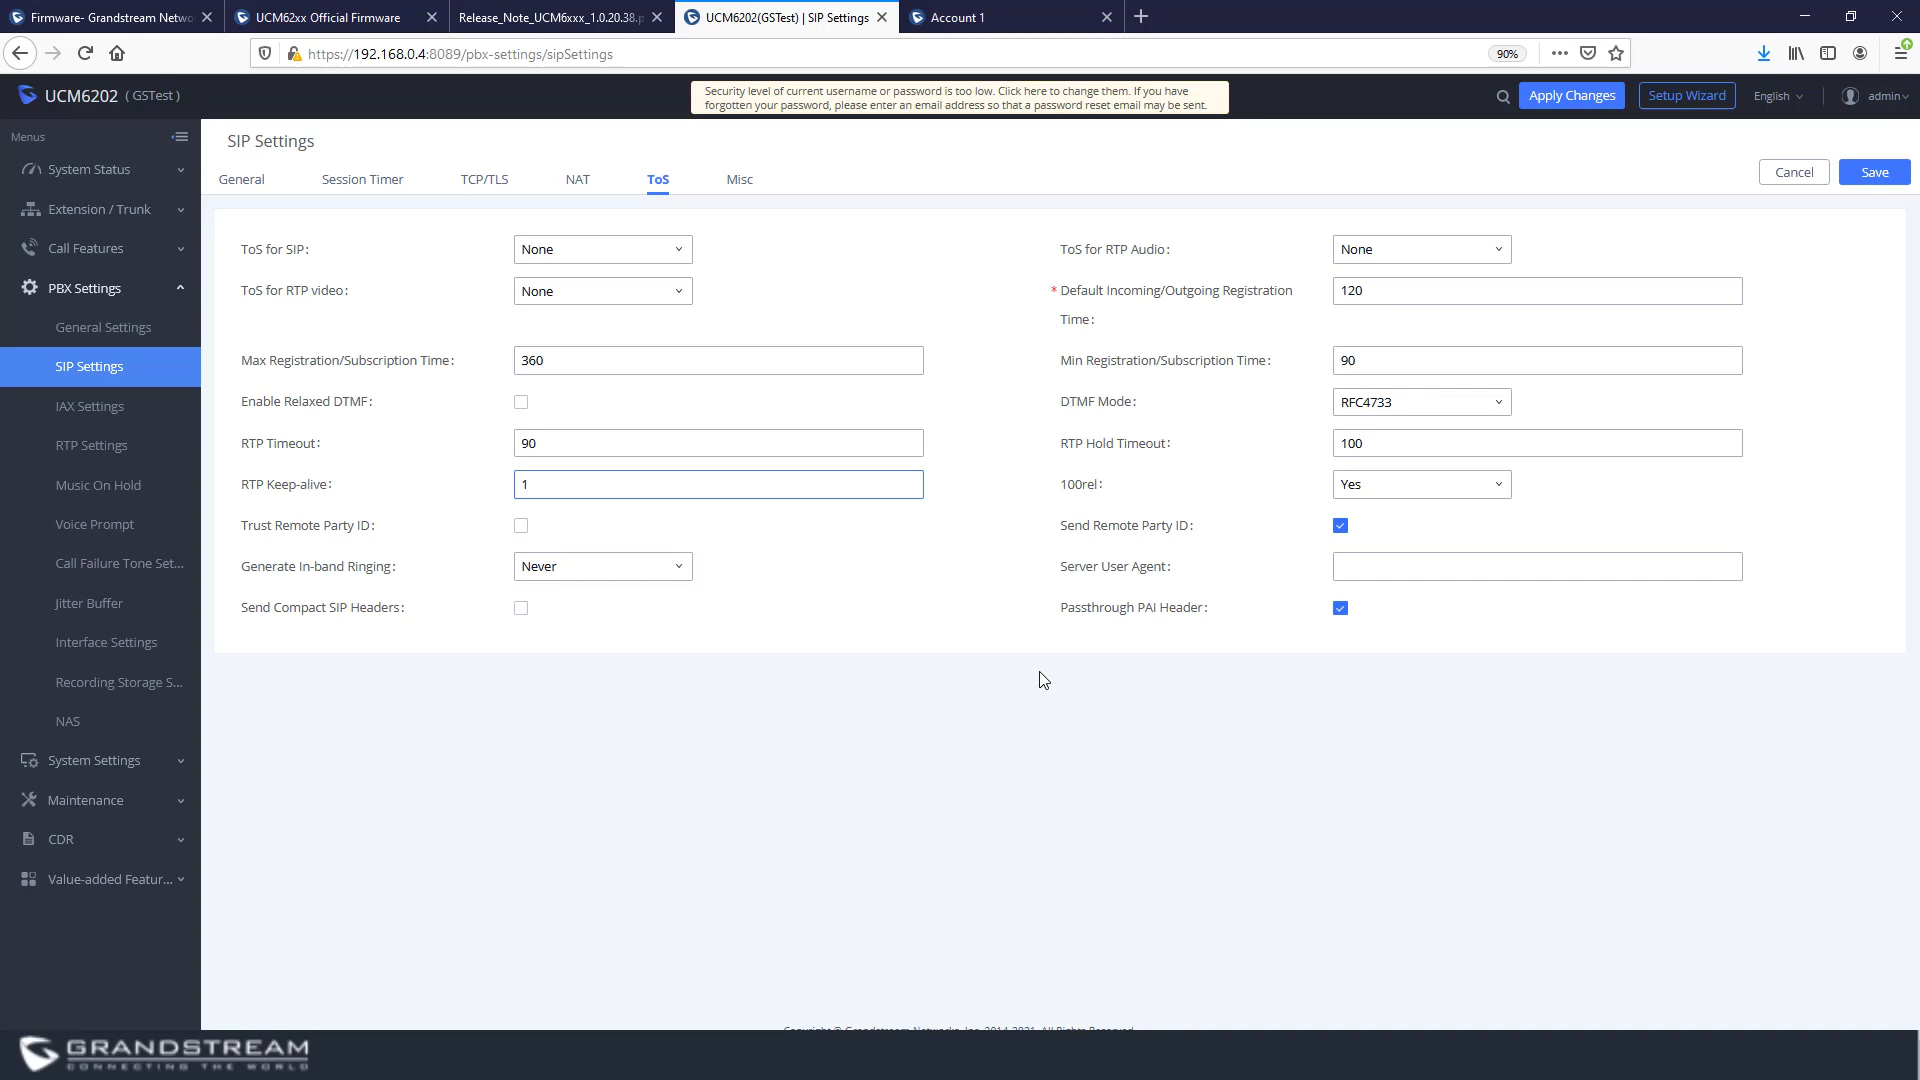 Firmware- Grandstream Netwo
UCM62xx Official Firmware
Release_Note_UCM6xxx_1.0.20.38.p
UCM6202(GSTest) | SIP Settings
Account 1
https://192.168.0.4:8089/pbx-settings/sipSettings
90%
UCM6202 ( GSTest )
Security level of current username or password is too low. Click here to change them. If you have
forgotten your password, please enter an email address so that a password reset email may be sent.
Apply Changes
Setup Wizard
English
admin
Menus
System Status
Extension / Trunk
Call Features
PBX Settings
General Settings
SIP Settings
IAX Settings
RTP Settings
Music On Hold
Voice Prompt
Call Failure Tone Set...
Jitter Buffer
Interface Settings
Recording Storage S...
NAS
System Settings
Maintenance
CDR
Value-added Featur...
SIP Settings
General
Session Timer
TCP/TLS
NAT
ToS
Misc
Cancel
Save
ToS for SIP:
None
ToS for RTP Audio:
None
ToS for RTP video:
None
* Default Incoming/Outgoing Registration
Time:
120
Max Registration/Subscription Time:
360
Min Registration/Subscription Time:
90
Enable Relaxed DTMF:
DTMF Mode:
RFC4733
RTP Timeout:
90
RTP Hold Timeout:
100
RTP Keep-alive:
1
100rel:
Yes
Trust Remote Party ID:
Send Remote Party ID:
Generate In-band Ringing:
Never
Server User Agent:
Send Compact SIP Headers:
Passthrough PAI Header:
Copyright © Grandstream Networks, Inc. 2014-2021. All Rights Reserved.
GRANDSTREAM
CONNECTING THE WORLD